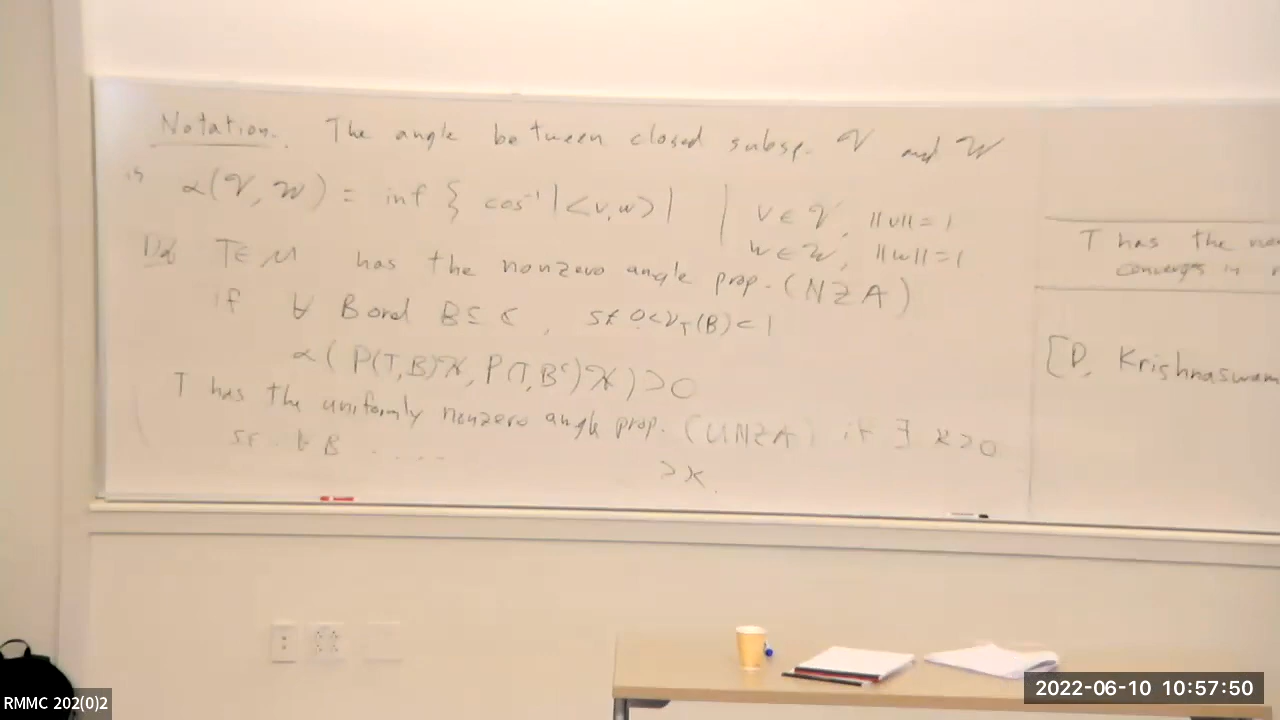 Notation. The angle between closed subsp. 𝒱 and 𝒲
is α(𝒱, 𝒲) = inf { cos⁻¹|<v,w>| | v ∈ 𝒱, ||v|| = 1
w ∈ 𝒲, ||w|| = 1
Def T ∈ ℳ has the nonzero angle prop. (NZA)
if ∀ Borel B ⊆ ℂ, st 0<ν_T(B)<1
α( P(T,B)ℋ, P(T,Bᶜ)ℋ ) > 0
T has the uniformly nonzero angle prop. (UNZA) if ∃ κ>0
st. ∀ B ..... >κ.
T has the
converges in
[D, Krishnaswam
RMMC 202(0)2
2022-06-10 10:57:50